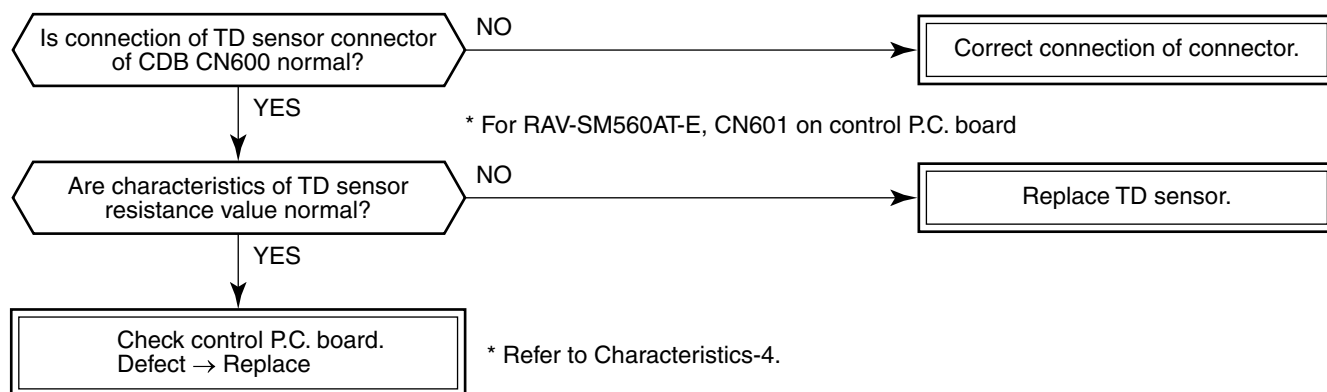 Is connection of TD sensor connector
of CDB CN600 normal?
NO
Correct connection of connector.
YES
* For RAV-SM560AT-E, CN601 on control P.C. board
Are characteristics of TD sensor
resistance value normal?
NO
Replace TD sensor.
YES
Check control P.C. board.
Defect → Replace
* Refer to Characteristics-4.